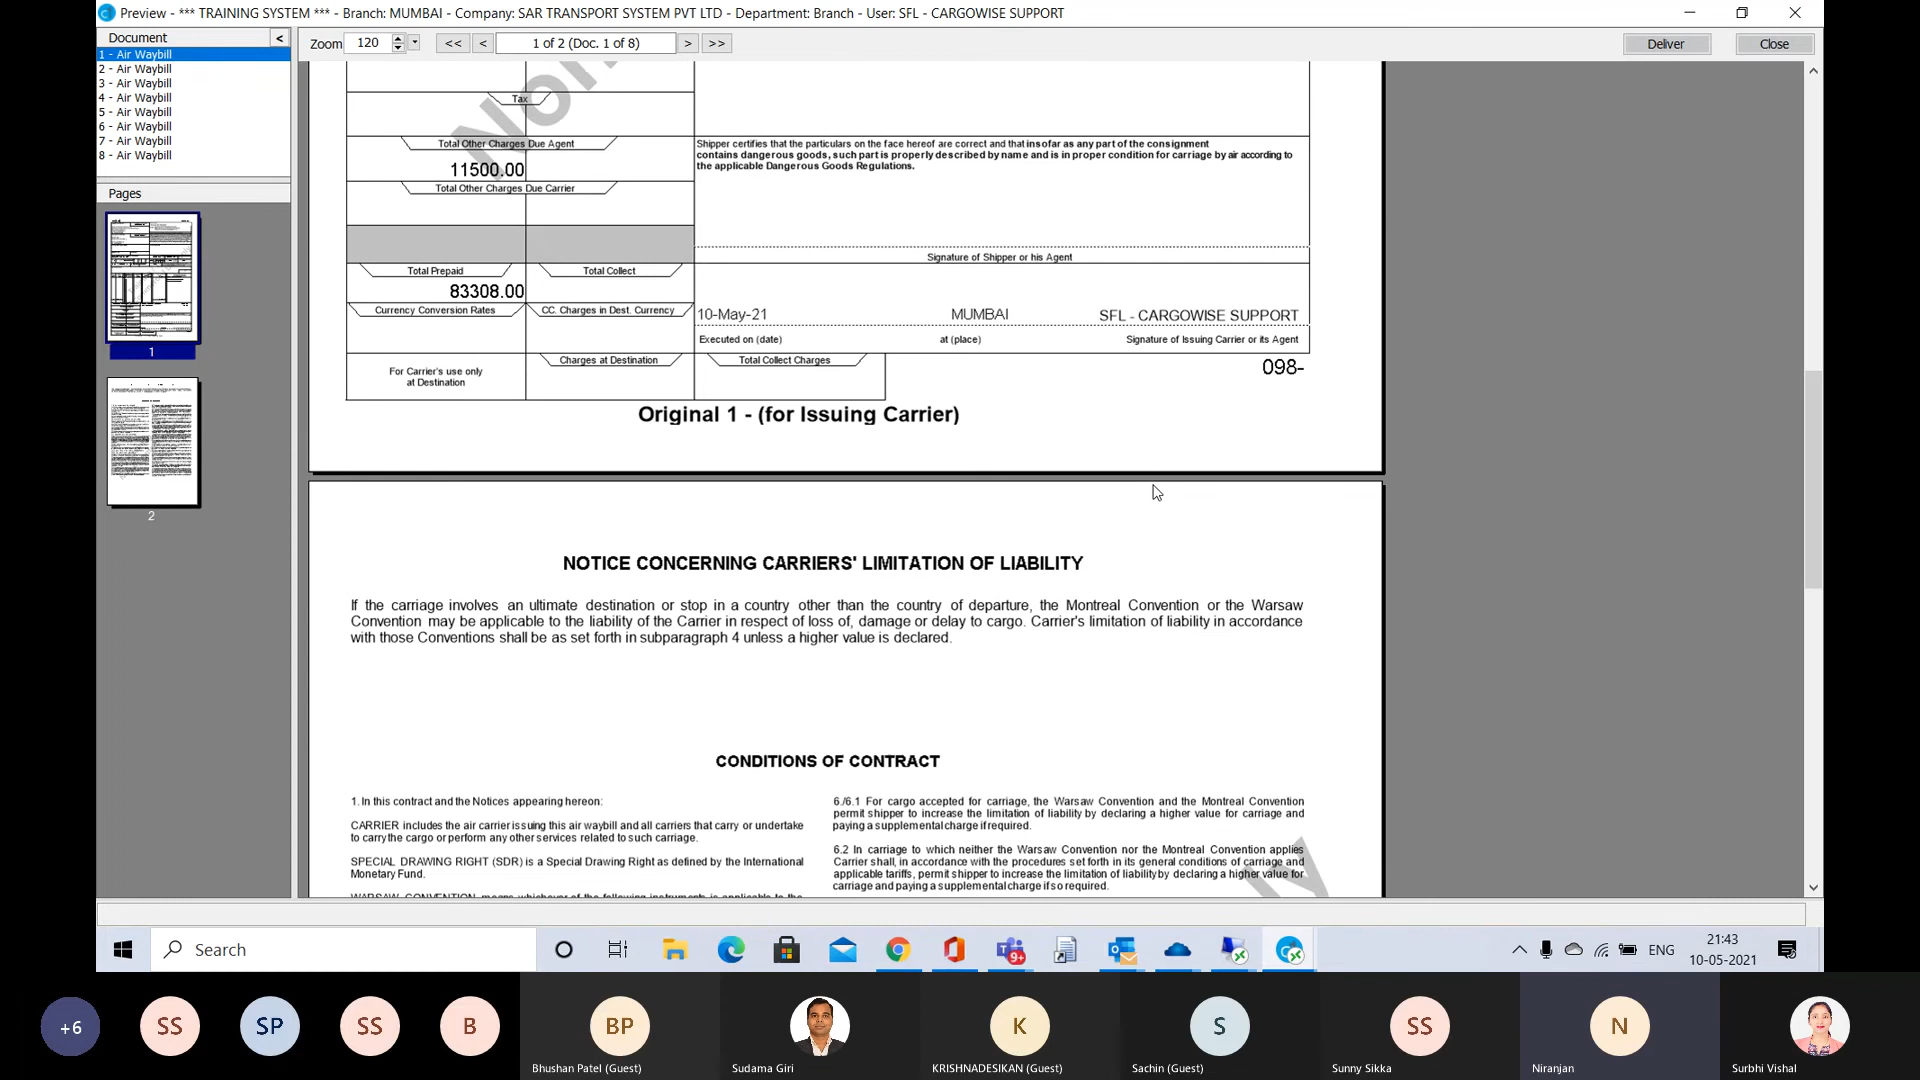 Preview - *** TRAINING SYSTEM *** - Branch: MUMBAI - Company: SAR TRANSPORT SYSTEM PVT LTD - Department: Branch - User: SFL - CARGOWISE SUPPORT
Document
<
Zoom 120
<< < 1 of 2 (Doc. 1 of 8) > >>
Deliver
Close
1 - Air Waybill
2 - Air Waybill
3 - Air Waybill
4 - Air Waybill
5 - Air Waybill
6 - Air Waybill
7 - Air Waybill
8 - Air Waybill
Pages
1
2
Tax
Total Other Charges Due Agent
11500.00
Total Other Charges Due Carrier
Shipper certifies that the particulars on the face hereof are correct and that insofar as any part of the consignment
contains dangerous goods, such part is properly described by name and is in proper condition for carriage by air according to
the applicable Dangerous Goods Regulations.
Signature of Shipper or his Agent
Total Prepaid
Total Collect
83308.00
Currency Conversion Rates
CC. Charges in Dest. Currency
10-May-21 MUMBAI SFL - CARGOWISE SUPPORT
Executed on (date) at (place) Signature of Issuing Carrier or its Agent
For Carrier's use only
at Destination
Charges at Destination
Total Collect Charges
098-
Original 1 - (for Issuing Carrier)
NOTICE CONCERNING CARRIERS' LIMITATION OF LIABILITY
If the carriage involves an ultimate destination or stop in a country other than the country of departure, the Montreal Convention or the Warsaw
Convention may be applicable to the liability of the Carrier in respect of loss of, damage or delay to cargo. Carrier's limitation of liability in accordance
with those Conventions shall be as set forth in subparagraph 4 unless a higher value is declared.
CONDITIONS OF CONTRACT
1. In this contract and the Notices appearing hereon:
CARRIER includes the air carrier issuing this air waybill and all carriers that carry or undertake
to carry the cargo or perform any other services related to such carriage.
SPECIAL DRAWING RIGHT (SDR) is a Special Drawing Right as defined by the International
Monetary Fund.
WARSAW CONVENTION means whichever of the following instruments is applicable to the
6./6.1 For cargo accepted for carriage, the Warsaw Convention and the Montreal Convention
permit shipper to increase the limitation of liability by declaring a higher value for carriage and
paying a supplemental charge if required.
6.2 In carriage to which neither the Warsaw Convention nor the Montreal Convention applies
Carrier shall, in accordance with the procedures set forth in its general conditions of carriage and
applicable tariffs, permit shipper to increase the limitation of liability by declaring a higher value for
carriage and paying a supplemental charge if so required.
Search
9+
ENG
21:43
10-05-2021
+6
SS
SP
SS
B
BP
K
S
SS
N
Bhushan Patel (Guest)
Sudama Giri
KRISHNADESIKAN (Guest)
Sachin (Guest)
Sunny Sikka
Niranjan
Surbhi Vishal